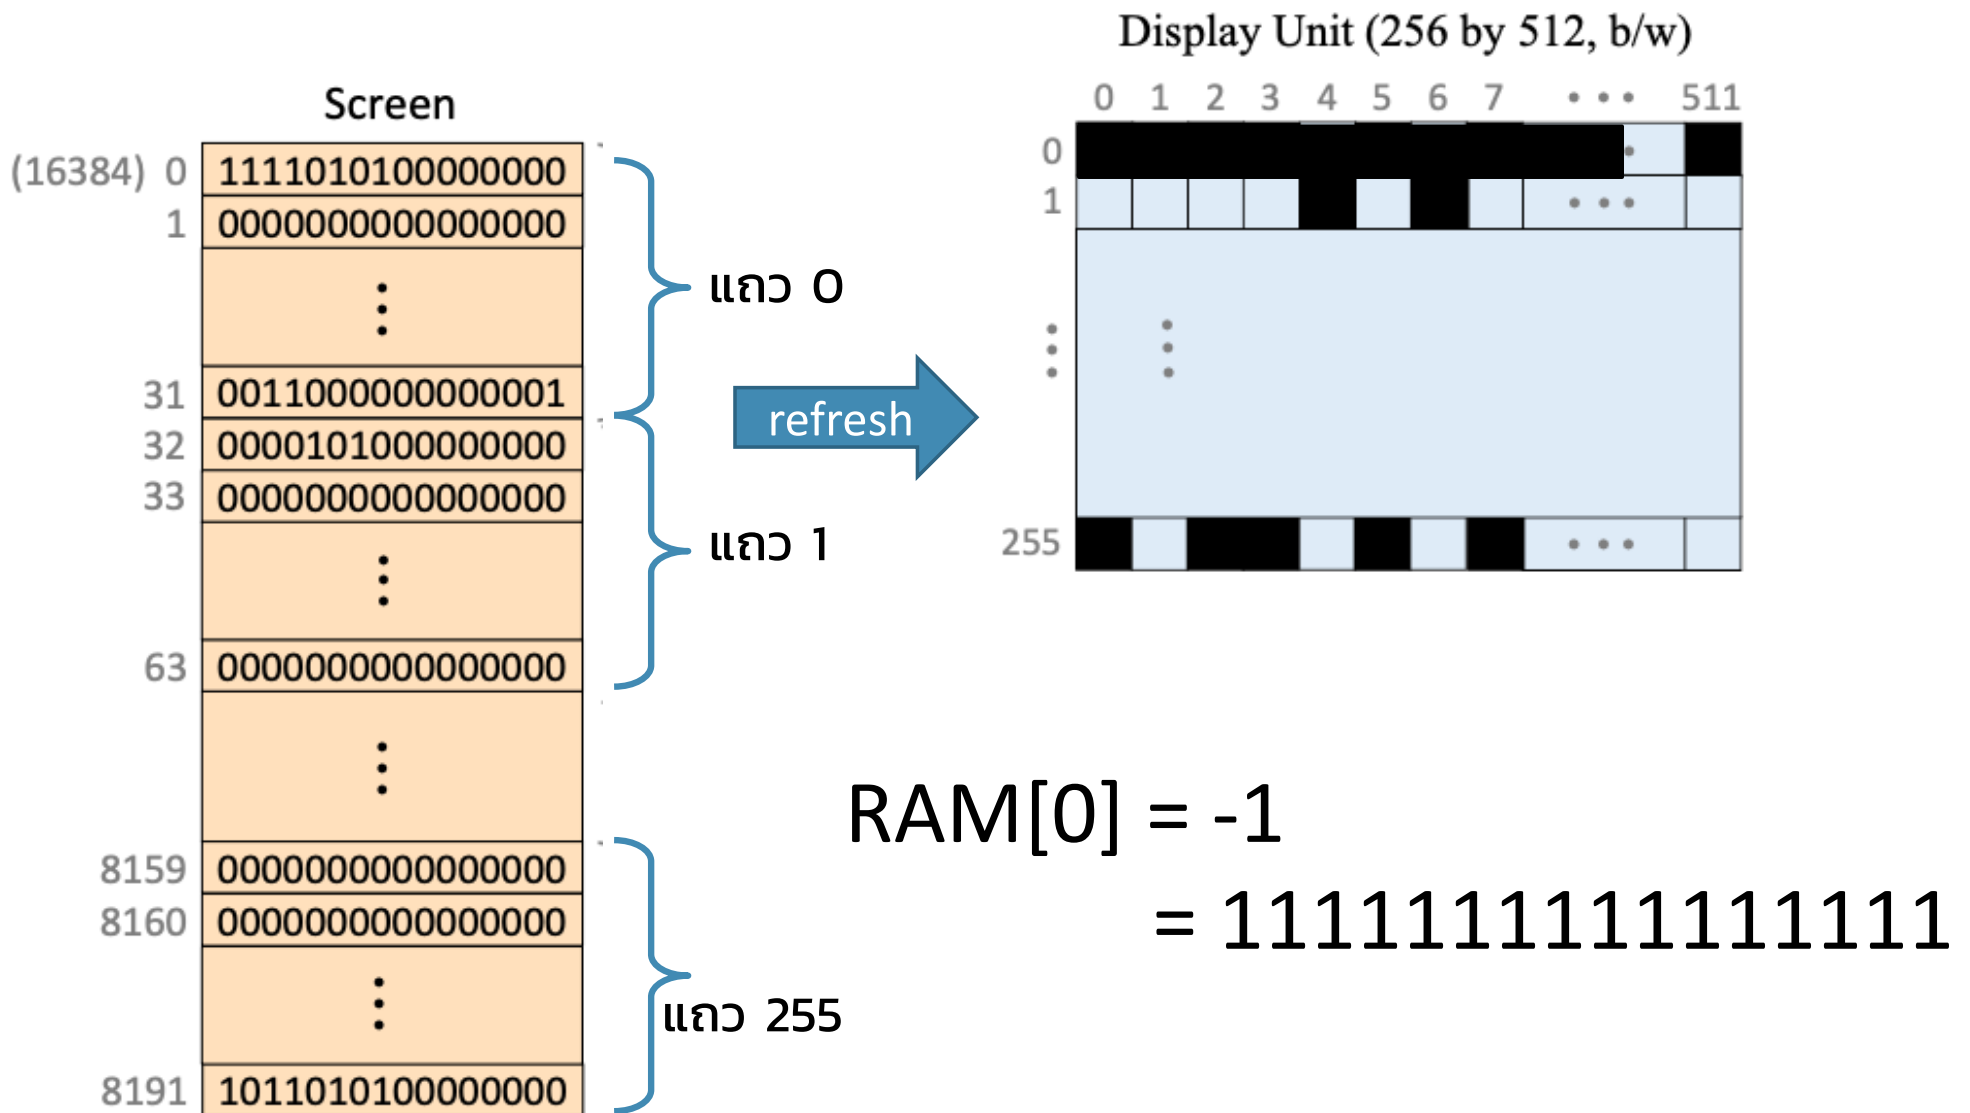 Screen
(16384) 0 1111010100000000
1 0000000000000000
31 0011000000000001
32 0000101000000000
33 0000000000000000
63 0000000000000000
8159 0000000000000000
8160 0000000000000000
8191 1011010100000000
แถว 0
แถว 1
แถว 255
refresh
Display Unit (256 by 512, b/w)
0 1 2 3 4 5 6 7 • • • 511
0
1
255
RAM[0] = -1
= 1111111111111111